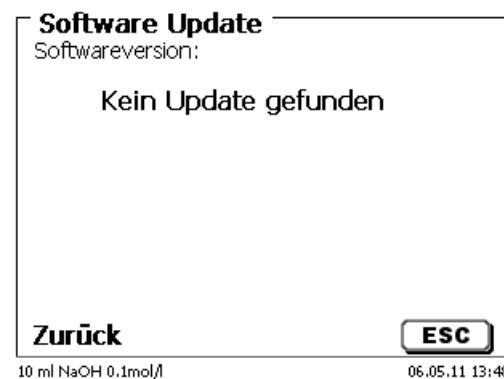 Software Update
Softwareversion:
Kein Update gefunden
Zurück ESC
10 ml NaOH 0.1mol/l 06.05.11